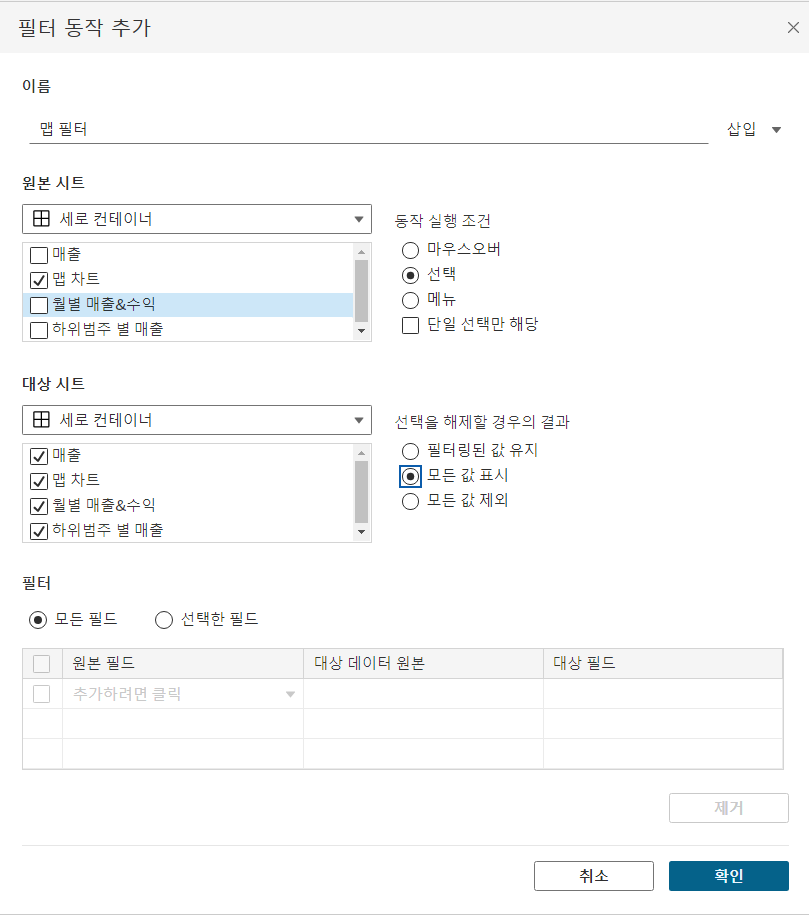 필터 동작 추가
이름
맵 필터 삽입
원본 시트
세로 컨테이너
매출
맵 차트
월별 매출&수익
하위범주 별 매출
동작 실행 조건
마우스오버
선택
메뉴
단일 선택만 해당
대상 시트
세로 컨테이너
매출
맵 차트
월별 매출&수익
하위범주 별 매출
선택을 해제할 경우의 결과
필터링된 값 유지
모든 값 표시
모든 값 제외
필터
모든 필드 선택한 필드
원본 필드 대상 데이터 원본 대상 필드
추가하려면 클릭
제거
취소 확인